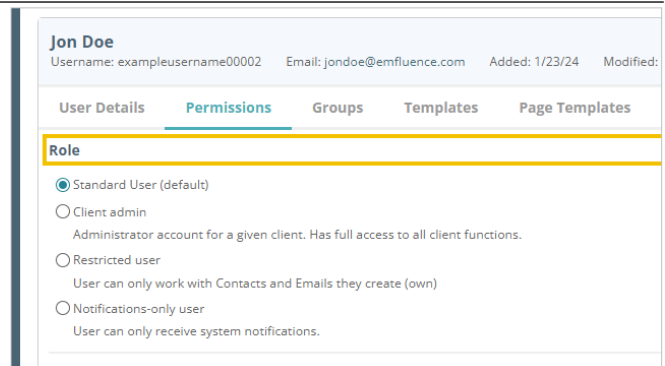 Jon Doe
Username: exampleusername00002 Email: jondoe@emfluence.com Added: 1/23/24 Modified:
User Details Permissions Groups Templates Page Templates
Role
Standard User (default)
Client admin
Administrator account for a given client. Has full access to all client functions.
Restricted user
User can only work with Contacts and Emails they create (own)
Notifications-only user
User can only receive system notifications.